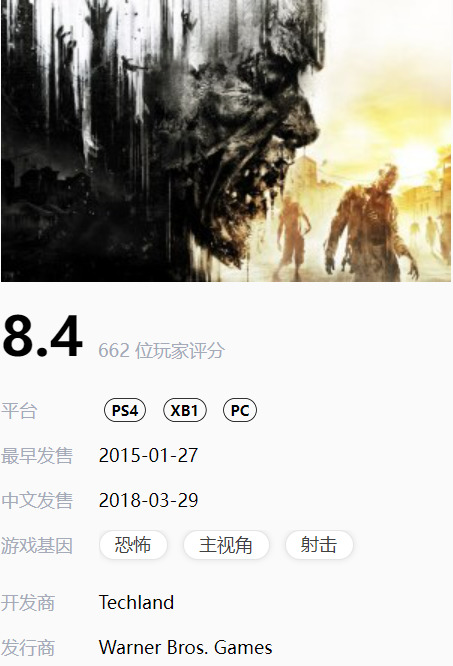 8.4 662 位玩家评分
平台 PS4 XB1 PC
最早发售 2015-01-27
中文发售 2018-03-29
游戏基因 恐怖 主视角 射击
开发商 Techland
发行商 Warner Bros. Games